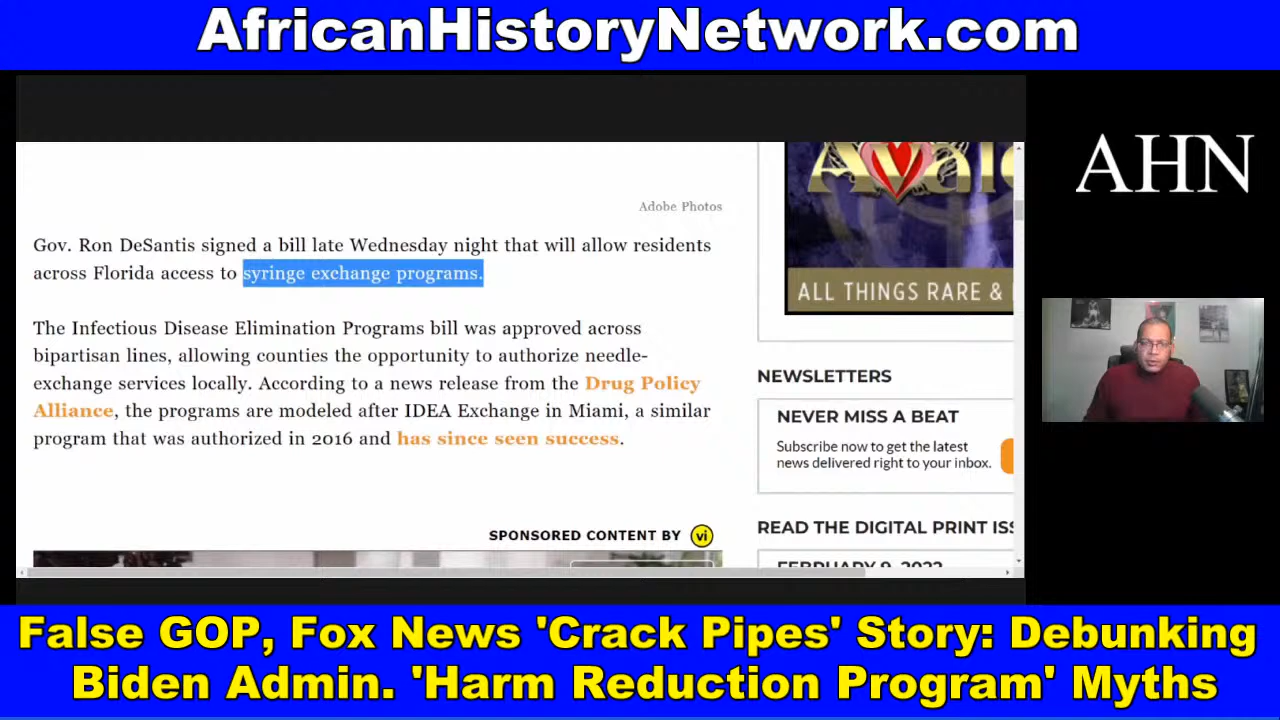 AfricanHistoryNetwork.com
AHN
Adobe Photos
Gov. Ron DeSantis signed a bill late Wednesday night that will allow residents
across Florida access to syringe exchange programs.
The Infectious Disease Elimination Programs bill was approved across
bipartisan lines, allowing counties the opportunity to authorize needle-
exchange services locally. According to a news release from the Drug Policy
Alliance, the programs are modeled after IDEA Exchange in Miami, a similar
program that was authorized in 2016 and has since seen success.
SPONSORED CONTENT BY vi
ALL THINGS RARE &
NEWSLETTERS
NEVER MISS A BEAT
Subscribe now to get the latest
news delivered right to your inbox.
READ THE DIGITAL PRINT ISS
FEBRUARY 9, 2022
False GOP, Fox News 'Crack Pipes' Story: Debunking
Biden Admin. 'Harm Reduction Program' Myths